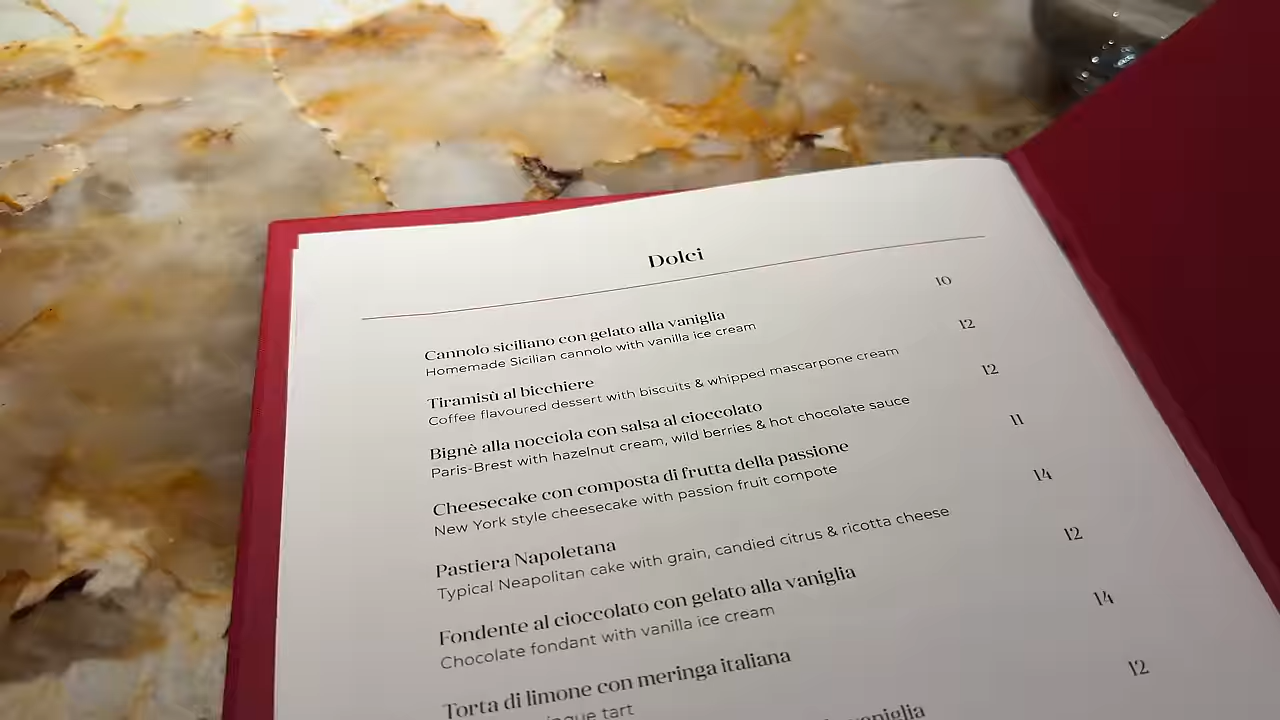 Dolci
Cannolo siciliano con gelato alla vaniglia 10
Homemade Sicilian cannolo with vanilla ice cream
Tiramisù al bicchiere 12
Coffee flavoured dessert with biscuits & whipped mascarpone cream
Bignè alla nocciola con salsa al cioccolato 12
Paris-Brest with hazelnut cream, wild berries & hot chocolate sauce
Cheesecake con composta di frutta della passione 11
New York style cheesecake with passion fruit compote
Pastiera Napoletana 14
Typical Neapolitan cake with grain, candied citrus & ricotta cheese
Fondente al cioccolato con gelato alla vaniglia 12
Chocolate fondant with vanilla ice cream
Torta di limone con meringa italiana 14
tart
vaniglia 12